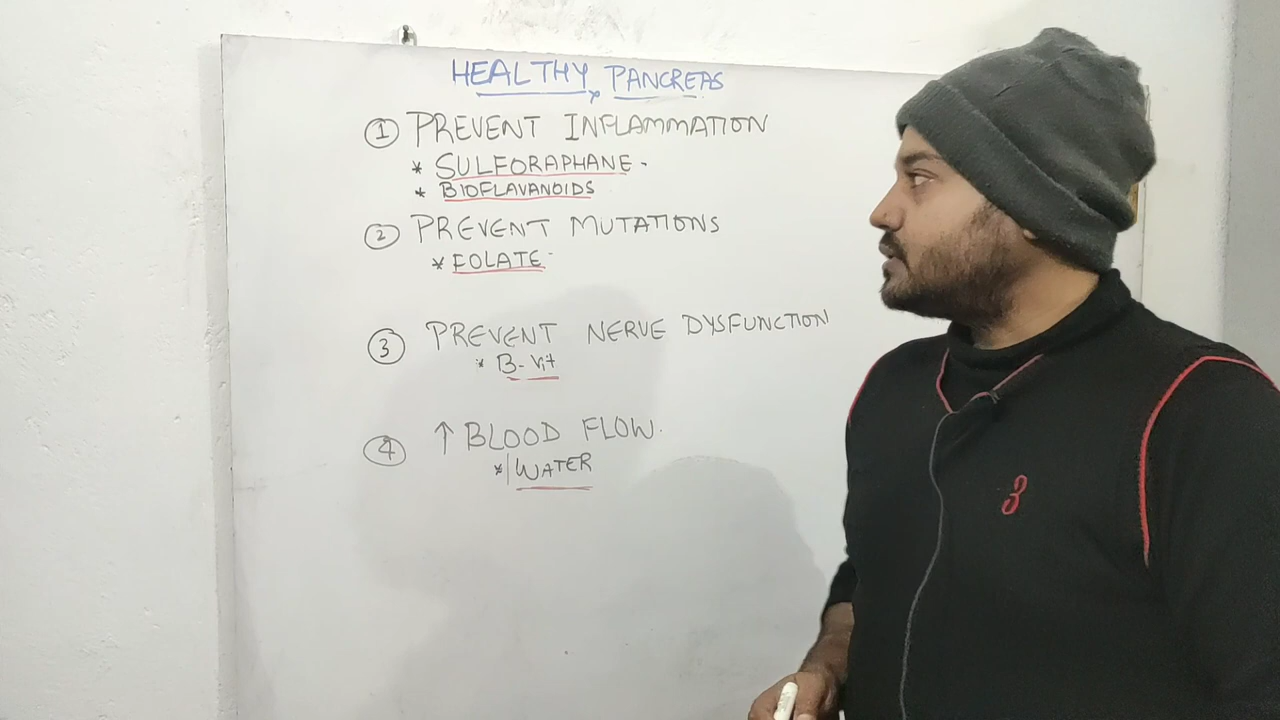 HEALTHY PANCREAS
① PREVENT INFLAMMATION
* SULFORAPHANE.
* BIOFLAVANOIDS
② PREVENT MUTATIONS
* FOLATE
③ PREVENT NERVE DYSFUNCTION
* B-Vit
④ ↑ BLOOD FLOW.
* WATER
3